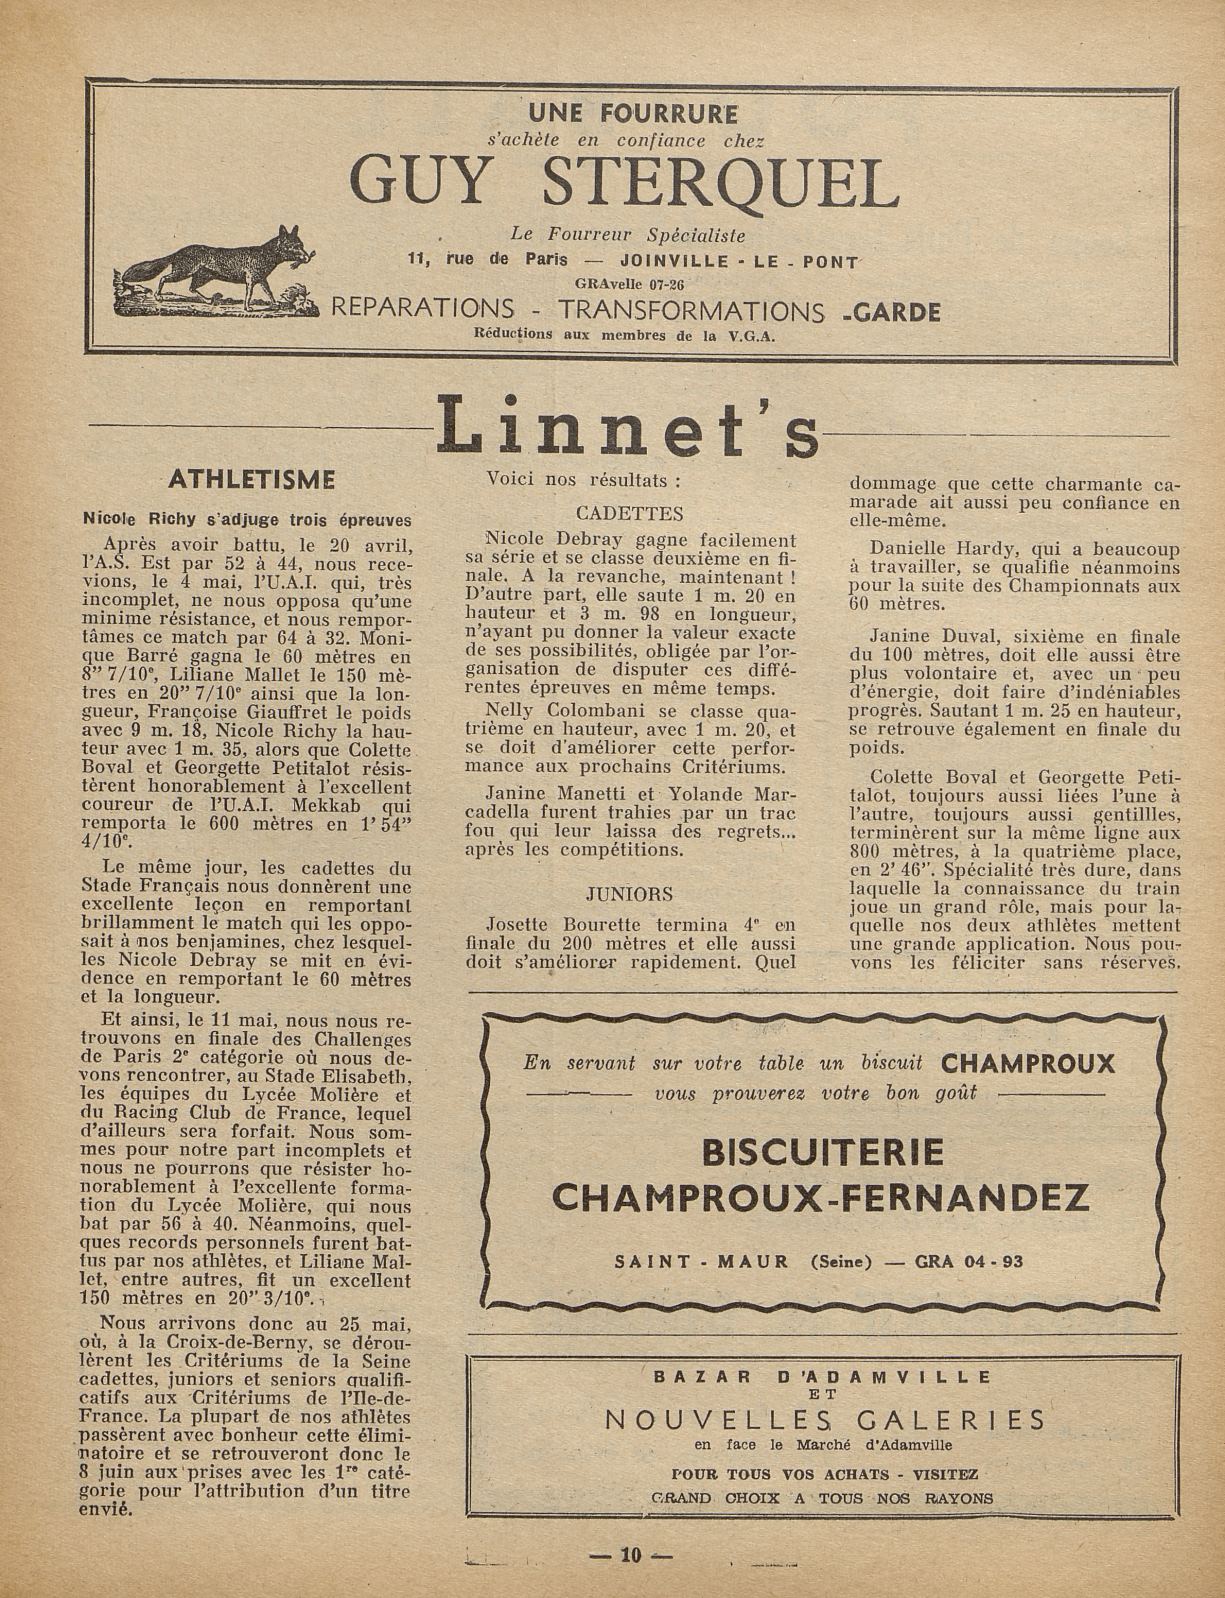 UNE FOURRURE
s'achète en confiance chez
GUY STERQUEL
Le Fourreur Spécialiste
11, rue de Paris — JOINVILLE - LE - PONT
GRAvelle 07-26
REPARATIONS - TRANSFORMATIONS -GARDE
Réductions aux membres de la V.G.A.
Linnet's
ATHLETISME
Nicole Richy s'adjuge trois épreuves
Après avoir battu, le 20 avril,
l'A.S. Est par 52 à 44, nous rece-
vions, le 4 mai, l'U.A.I. qui, très
incomplet, ne nous opposa qu'une
minime résistance, et nous rempor-
tâmes ce match par 64 à 32. Moni-
que Barré gagna le 60 mètres en
8" 7/10e, Liliane Mallet le 150 mè-
tres en 20" 7/10e ainsi que la lon-
gueur, Françoise Giauffret le poids
avec 9 m. 18, Nicole Richy la hau-
teur avec 1 m. 35, alors que Colette
Boval et Georgette Petitalot résis-
tèrent honorablement à l'excellent
coureur de l'U.A.I. Mekkab qui
remporta le 600 mètres en 1' 54"
4/10e.
Le même jour, les cadettes du
Stade Français nous donnèrent une
excellente leçon en remportant
brillamment le match qui les oppo-
sait à nos benjamines, chez lesquel-
les Nicole Debray se mit en évi-
dence en remportant le 60 mètres
et la longueur.
Et ainsi, le 11 mai, nous nous re-
trouvons en finale des Challenges
de Paris 2e catégorie où nous de-
vons rencontrer, au Stade Elisabeth,
les équipes du Lycée Molière et
du Racing Club de France, lequel
d'ailleurs sera forfait. Nous som-
mes pour notre part incomplets et
nous ne pourrons que résister ho-
norablement à l'excellente forma-
tion du Lycée Molière, qui nous
bat par 56 à 40. Néanmoins, quel-
ques records personnels furent bat-
tus par nos athlètes, et Liliane Mal-
let, entre autres, fit un excellent
150 mètres en 20" 3/10e.
Nous arrivons donc au 25 mai,
où, à la Croix-de-Berny, se dérou-
lèrent les Critériums de la Seine
cadettes, juniors et seniors qualifi-
catifs aux Critériums de l'Ile-de-
France. La plupart de nos athlètes
passèrent avec bonheur cette élimi-
natoire et se retrouveront donc le
8 juin aux prises avec les 1re caté-
gorie pour l'attribution d'un titre
envié.
Voici nos résultats :
CADETTES
Nicole Debray gagne facilement
sa série et se classe deuxième en fi-
nale. A la revanche, maintenant !
D'autre part, elle saute 1 m. 20 en
hauteur et 3 m. 98 en longueur,
n'ayant pu donner la valeur exacte
de ses possibilités, obligée par l'or-
ganisation de disputer ces diffé-
rentes épreuves en même temps.
Nelly Colombani se classe qua-
trième en hauteur, avec 1 m. 20, et
se doit d'améliorer cette perfor-
mance aux prochains Critériums.
Janine Manetti et Yolande Mar-
cadella furent trahies par un trac
fou qui leur laissa des regrets...
après les compétitions.
JUNIORS
Josette Bourette termina 4e en
finale du 200 mètres et elle aussi
doit s'améliorer rapidement. Quel
dommage que cette charmante ca-
marade ait aussi peu confiance en
elle-même.
Danielle Hardy, qui a beaucoup
à travailler, se qualifie néanmoins
pour la suite des Championnats aux
60 mètres.
Janine Duval, sixième en finale
du 100 mètres, doit elle aussi être
plus volontaire et, avec un peu
d'énergie, doit faire d'indéniables
progrès. Sautant 1 m. 25 en hauteur,
se retrouve également en finale du
poids.
Colette Boval et Georgette Peti-
talot, toujours aussi liées l'une à
l'autre, toujours aussi gentillles,
terminèrent sur la même ligne aux
800 mètres, à la quatrième place,
en 2' 46". Spécialité très dure, dans
laquelle la connaissance du train
joue un grand rôle, mais pour la-
quelle nos deux athlètes mettent
une grande application. Nous pou-
vons les féliciter sans réserves.
En servant sur votre table un biscuit CHAMPROUX
vous prouverez votre bon goût
BISCUITERIE
CHAMPROUX-FERNANDEZ
SAINT - MAUR (Seine) — GRA 04 - 93
BAZAR D'ADAMVILLE
ET
NOUVELLES GALERIES
en face le Marché d'Adamville
POUR TOUS VOS ACHATS - VISITEZ
GRAND CHOIX A TOUS NOS RAYONS
— 10 —